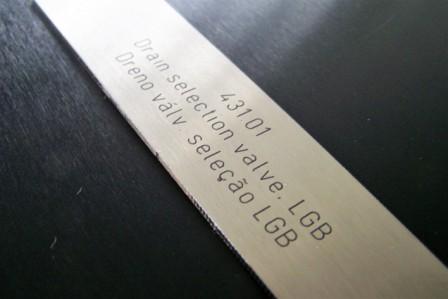 43101
Drain selection valve. LGB
Dreno válv. seleção LGB